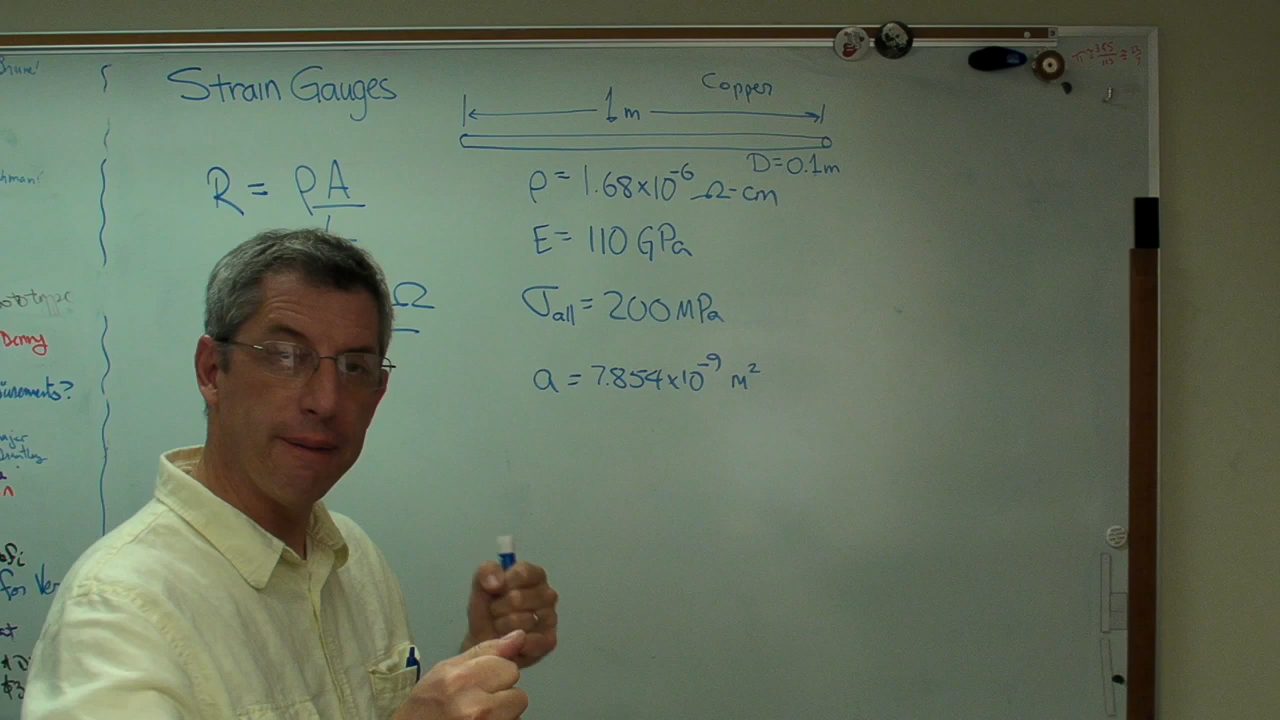 Strain Gauges
Copper
1m
D=0.1m
R = ρA
ρ = 1.68×10⁻⁶ Ω-cm
E = 110 GPa
Ω
σall = 200 MPa
a = 7.854×10⁻⁹ m²
Denny
for